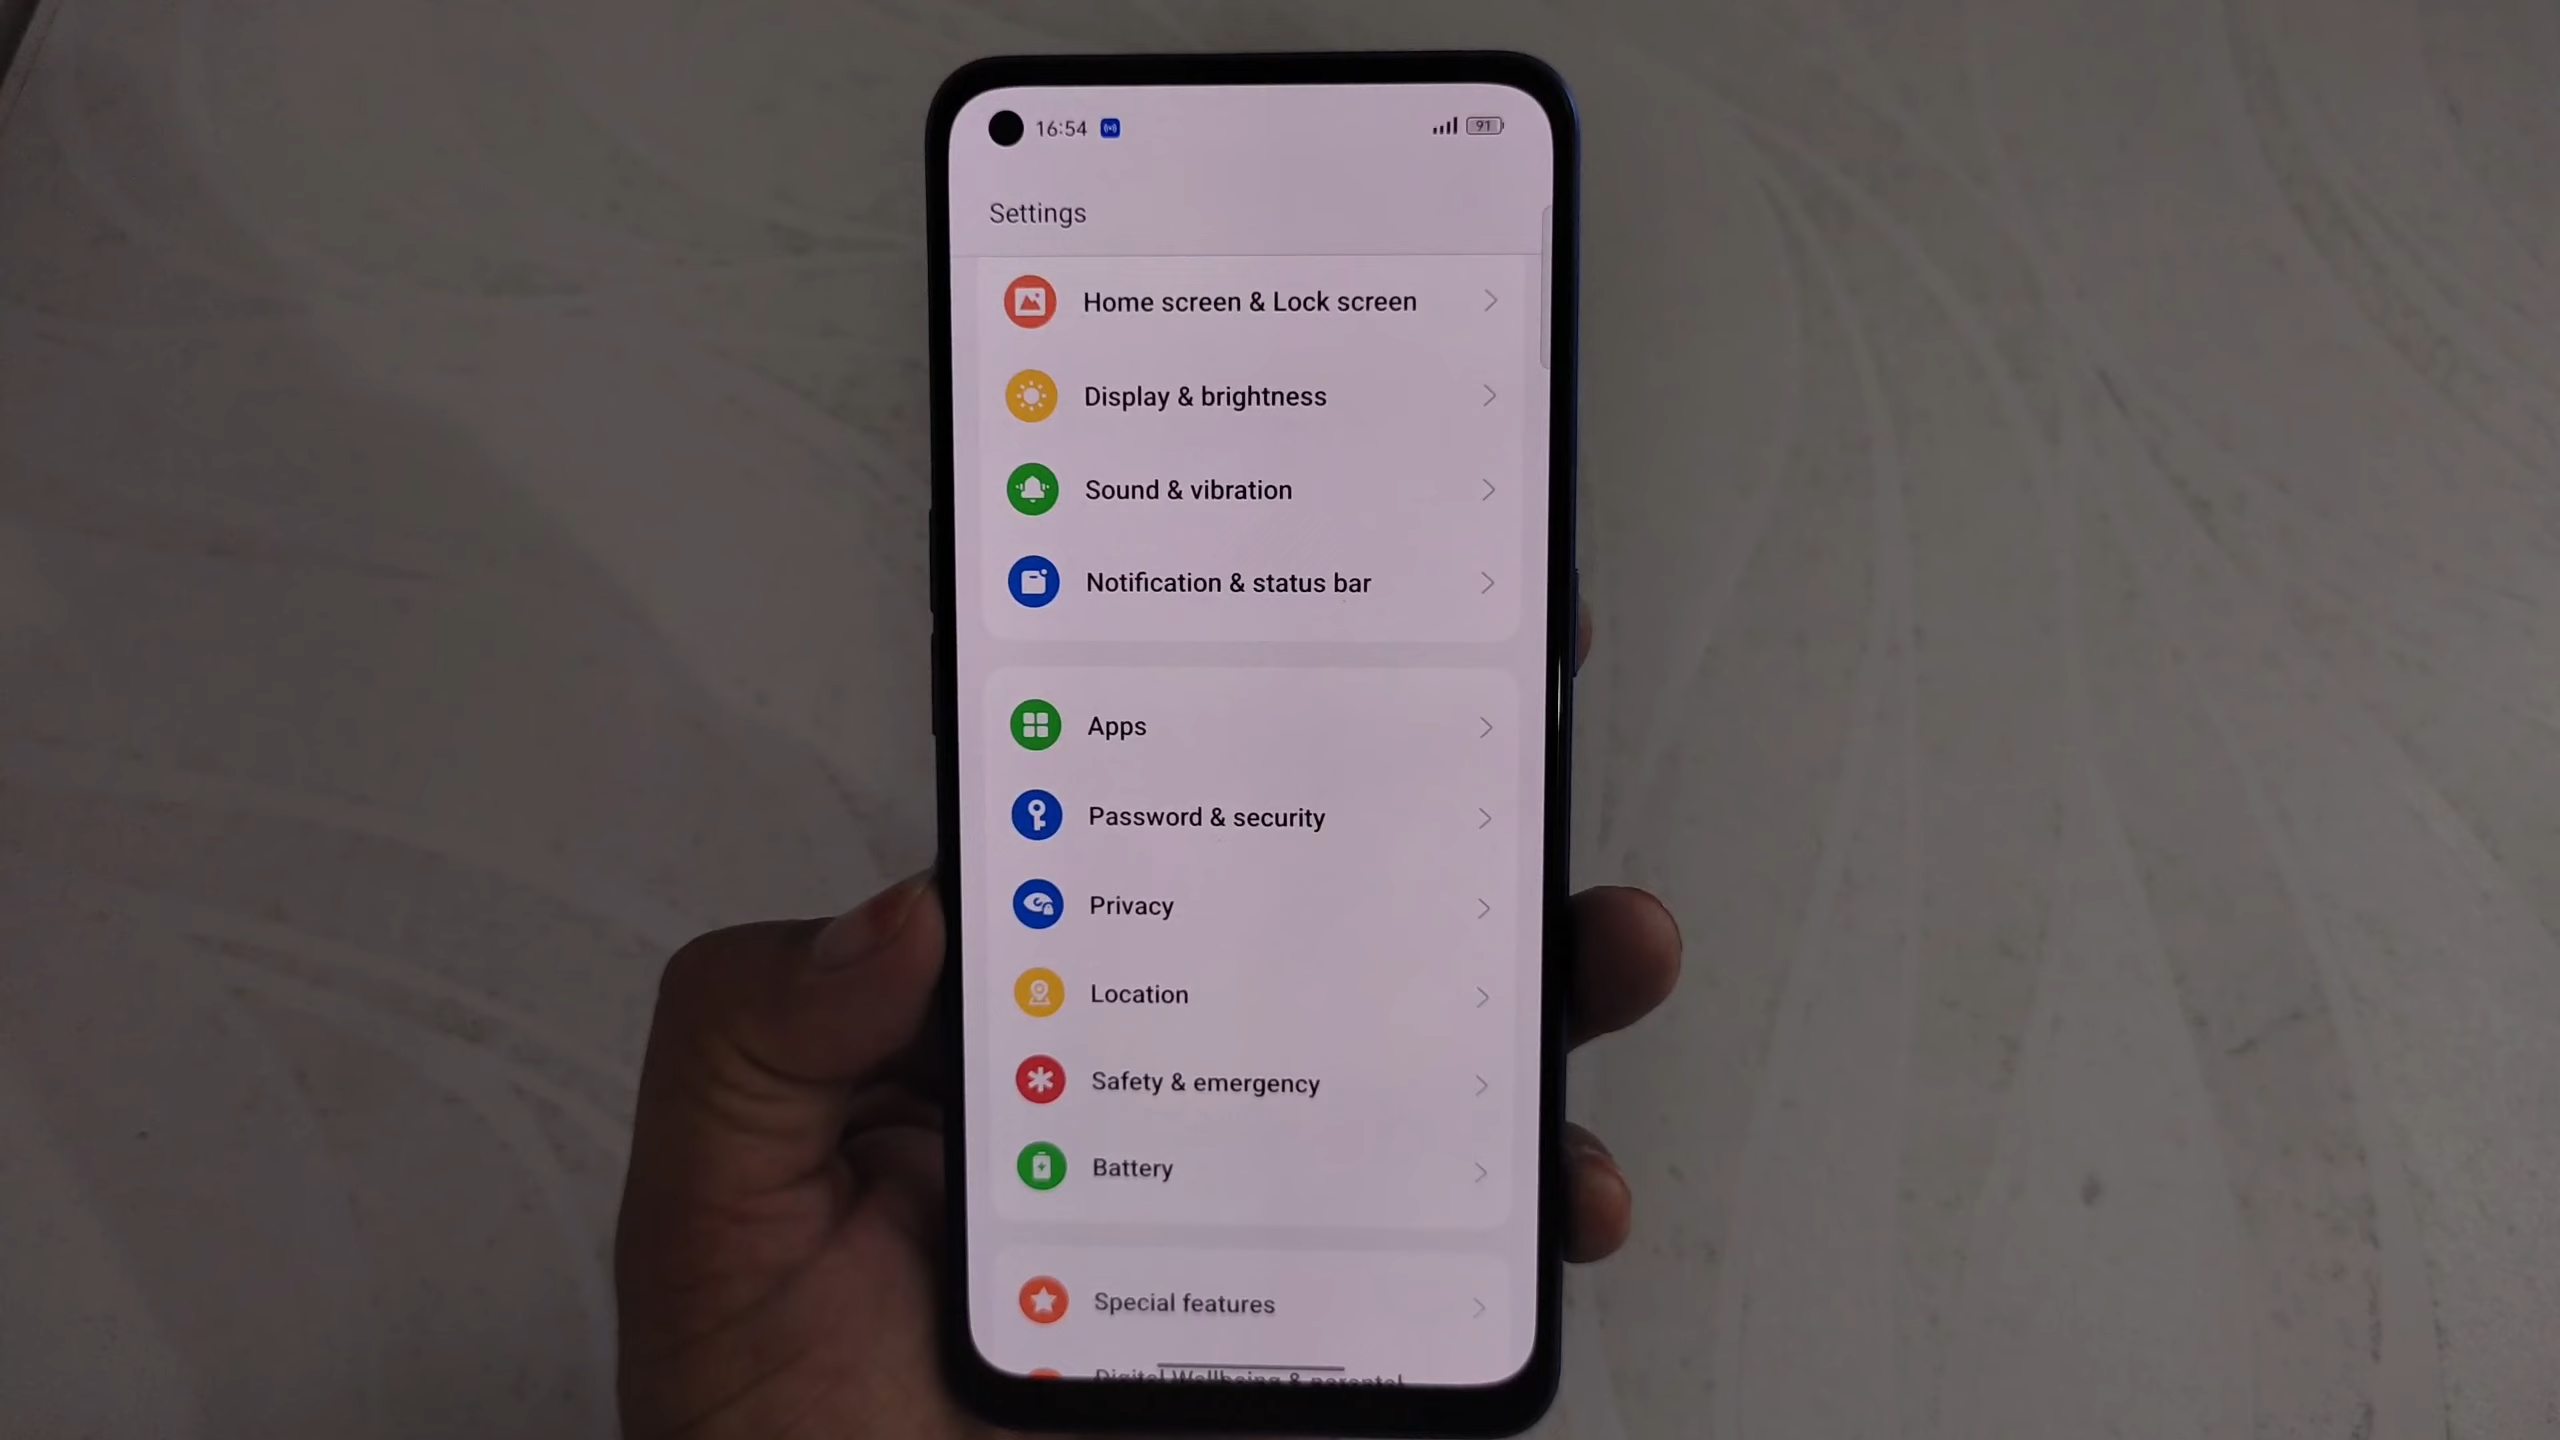 16:54
91
Settings
Home screen & Lock screen
Display & brightness
Sound & vibration
Notification & status bar
Apps
Password & security
Privacy
Location
Safety & emergency
Battery
Special features
Digital Wellbeing & parental